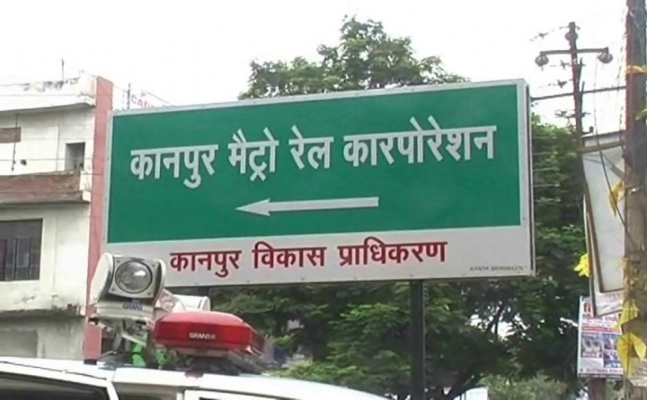 कानपुर मैट्रो रेल कारपोरेशन
कानपुर विकास प्राधिकरण